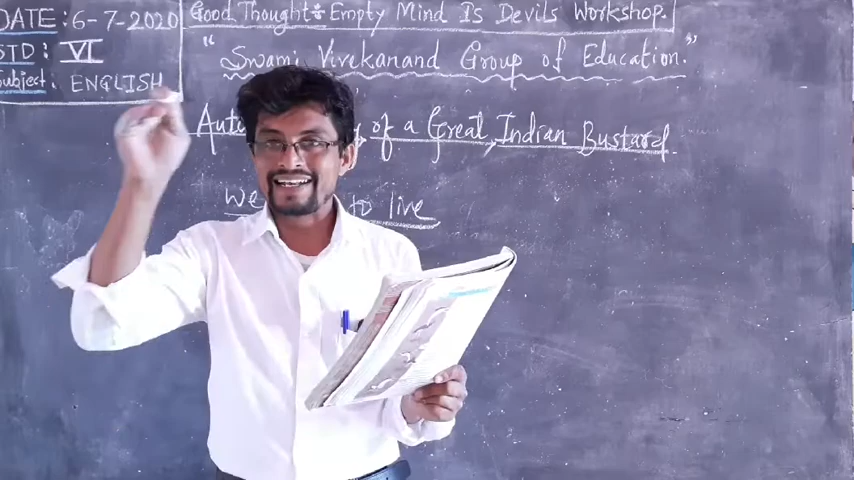 DATE: 6-7-2020
STD: VI
Subject: ENGLISH
Good Thought:- Empty Mind Is Devils Workshop.
"Swami Vivekanand Group of Education."
of a Great Indian Bustard.
to live